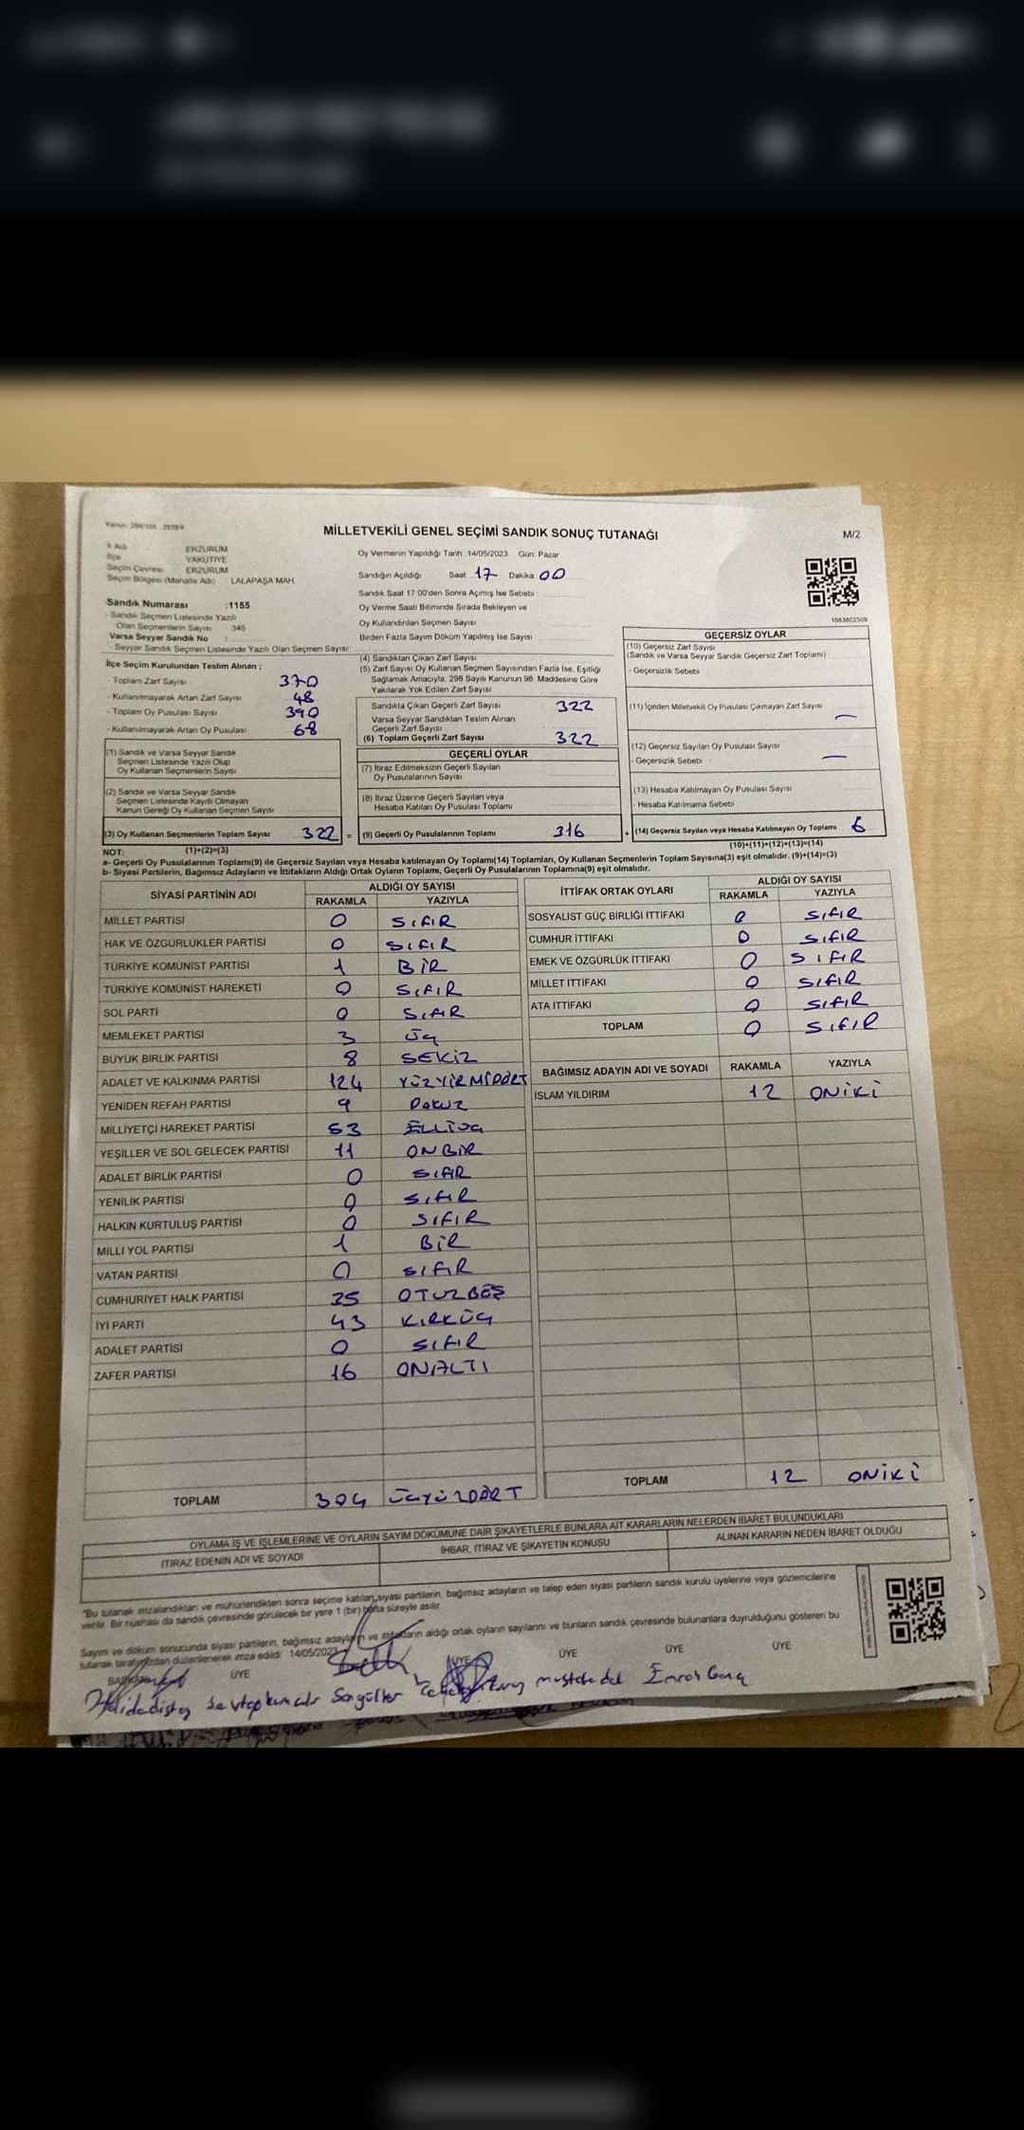 MİLLETVEKİLİ GENEL SEÇİMİ SANDIK SONUÇ TUTANAĞI
M/2
ERZURUM
YAKUTİYE
Seçim Çevresi ERZURUM
Seçim Bölgesi (Mahalle Adı) LALAPAŞA MAH.
Oy Vermenin Yapıldığı Tarih :14/05/2023 Gün: Pazar
Sandığın Açıldığı Saat 17 Dakika 00
Sandık Saat 17:00'den Sonra Açılmış İse Sebebi
Oy Verme Saati Bitiminde Sırada Bekleyen ve
Oy Kullandırılan Seçmen Sayısı
Birden Fazla Sayım Döküm Yapılmış İse Sayısı
Sandık Numarası :1155
- Sandık Seçmen Listesinde Yazılı
Olan Seçmenlerin Sayısı : 345
Varsa Seyyar Sandık No
Seyyar Sandık Seçmen Listesinde Yazılı Olan Seçmen Sayısı
İlçe Seçim Kurulundan Teslim Alınan ;
- Toplam Zarf Sayısı 370
- Kullanılmayarak Artan Zarf Sayısı 48
- Toplam Oy Pusulası Sayısı 390
- Kullanılmayarak Artan Oy Pusulası 68
(1) Sandık ve Varsa Seyyar Sandık
Seçmen Listesinde Yazılı Olup
Oy Kullanan Seçmenlerin Sayısı
(2) Sandık ve Varsa Seyyar Sandık
Seçmen Listesinde Kayıtlı Olmayan
Kanun Gereği Oy Kullanan Seçmen Sayısı
(3) Oy Kullanan Seçmenlerin Toplam Sayısı 322 =
(1)+(2)=(3)
(4) Sandıktan Çıkan Zarf Sayısı
(5) Zarf Sayısı Oy Kullanan Seçmen Sayısından Fazla İse, Eşitliği
Sağlamak Amacıyla, 298 Sayılı Kanunun 98. Maddesine Göre
Yakılarak Yok Edilen Zarf Sayısı
Sandıkta Çıkan Geçerli Zarf Sayısı 322
Varsa Seyyar Sandıktan Teslim Alınan
Geçerli Zarf Sayısı
(6) Toplam Geçerli Zarf Sayısı 322
GEÇERLİ OYLAR
(7) İtiraz Edilmeksizin Geçerli Sayılan
Oy Pusulalarının Sayısı
(8) İtiraz Üzerine Geçerli Sayılan veya
Hesaba Katılan Oy Pusulası Toplamı
(9) Geçerli Oy Pusulalarının Toplamı 316 +
GEÇERSİZ OYLAR
(10) Geçersiz Zarf Sayısı
(Sandık ve Varsa Seyyar Sandık Geçersiz Zarf Toplamı)
- Geçersizlik Sebebi
(11) İçinden Milletvekili Oy Pusulası Çıkmayan Zarf Sayısı —
(12) Geçersiz Sayılan Oy Pusulası Sayısı
- Geçersizlik Sebebi —
(13) Hesaba Katılmayan Oy Pusulası Sayısı
- Hesaba Katılmama Sebebi
(14) Geçersiz Sayılan veya Hesaba Katılmayan Oy Toplamı 6
(10)+(11)+(12)+(13)=(14)
NOT:
a- Geçerli Oy Pusulalarının Toplamı(9) ile Geçersiz Sayılan veya Hesaba katılmayan Oy Toplamı(14) Toplamları, Oy Kullanan Seçmenlerin Toplam Sayısına(3) eşit olmalıdır. (9)+(14)=(3)
b- Siyasi Partilerin, Bağımsız Adayların ve İttifakların Aldığı Ortak Oyların Toplamı, Geçerli Oy Pusulalarının Toplamına(9) eşit olmalıdır.
SİYASİ PARTİNİN ADI ALDIĞI OY SAYISI
RAKAMLA YAZIYLA
MİLLET PARTİSİ 0 SIFIR
HAK VE ÖZGÜRLÜKLER PARTİSİ 0 SIFIR
TÜRKİYE KOMÜNİST PARTİSİ 1 BİR
TÜRKİYE KOMÜNİST HAREKETİ 0 SIFIR
SOL PARTİ 0 SIFIR
MEMLEKET PARTİSİ 3 ÜÇ
BÜYÜK BİRLİK PARTİSİ 8 SEKİZ
ADALET VE KALKINMA PARTİSİ 124 YÜZYİRMİDÖRT
YENİDEN REFAH PARTİSİ 9 DOKUZ
MİLLİYETÇİ HAREKET PARTİSİ 53 ELLİÜÇ
YEŞİLLER VE SOL GELECEK PARTİSİ 11 ONBİR
ADALET BİRLİK PARTİSİ 0 SIFIR
YENİLİK PARTİSİ 0 SIFIR
HALKIN KURTULUŞ PARTİSİ 0 SIFIR
MİLLİ YOL PARTİSİ 1 BİR
VATAN PARTİSİ 0 SIFIR
CUMHURİYET HALK PARTİSİ 35 OTUZBEŞ
İYİ PARTİ 43 KIRKÜÇ
ADALET PARTİSİ 0 SIFIR
ZAFER PARTİSİ 16 ONALTI
TOPLAM 304 ÜÇYÜZDÖRT
İTTİFAK ORTAK OYLARI ALDIĞI OY SAYISI
RAKAMLA YAZIYLA
SOSYALİST GÜÇ BİRLİĞİ İTTİFAKI 0 SIFIR
CUMHUR İTTİFAKI 0 SIFIR
EMEK VE ÖZGÜRLÜK İTTİFAKI 0 SIFIR
MİLLET İTTİFAKI 0 SIFIR
ATA İTTİFAKI 0 SIFIR
TOPLAM 0 SIFIR
BAĞIMSIZ ADAYIN ADI VE SOYADI RAKAMLA YAZIYLA
İSLAM YILDIRIM 12 ONİKİ
TOPLAM 12 ONİKİ
OYLAMA İŞ VE İŞLEMLERİNE VE OYLARIN SAYIM DÖKÜMÜNE DAİR ŞİKAYETLERLE BUNLARA AİT KARARLARIN NELERDEN İBARET BULUNDUKLARI
İTİRAZ EDENİN ADI VE SOYADI İHBAR, İTİRAZ VE ŞİKAYETİN KONUSU ALINAN KARARIN NEDEN İBARET OLDUĞU
"Bu tutanak imzalandıktan ve mühürlendikten sonra seçime katılan siyasi partilerin, bağımsız adayların ve talep eden siyasi partilerin sandık kurulu üyelerine veya gözlemcilerine
verilir. Bir nüshası da sandık çevresinde görülecek bir yere 1 (bir) hafta süreyle asılır.
Sayım ve döküm sonucunda siyasi partilerin, bağımsız adayların ve ittifakların aldığı ortak oyların sayılarını ve bunların sandık çevresinde bulunanlara duyurulduğunu gösteren bu
tutanak tarafımızdan düzenlenerek imza edildi. 14/05/2023
BAŞKAN ÜYE ÜYE ÜYE ÜYE ÜYE